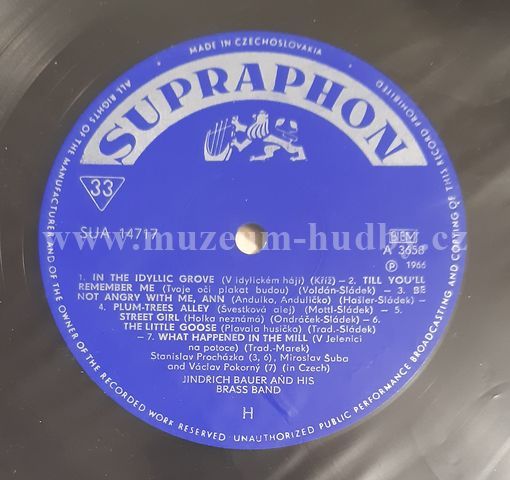 MADE IN CZECHOSLOVAKIA
ALL RIGHTS OF THE MANUFACTURER AND OF THE OWNER OF THE RECORDED WORK RESERVED UNAUTHORIZED PUBLIC PERFORMANCE BROADCASTING AND COPYING OF THIS RECORD PROHIBITED
SUPRAPHON
33
SUA 14717
BIEM
A 3658
℗ 1966
www.muzeum-hudby.cz
1. IN THE IDYLLIC GROVE (V idylickém háji) (Kříž)—2. TILL YOU'LL
REMEMBER ME (Tvoje oči plakat budou) (Valdán-Sládek)—3. BE
NOT ANGRY WITH ME, ANN (Andulko, Anduličko) (Hašler-Sládek)—
4. PLUM-TREES ALLEY (Švestková alej) (Mottl-Sládek) — 5.
STREET GIRL (Holka neznámá) (Ondráček-Sládek)—6.
THE LITTLE GOOSE (Plavala husička) (Trad.-Sládek)
—7. WHAT HAPPENED IN THE MILL (V Jelenici
na potoce) (Trad.-Marek)
Stanislav Procházka (3, 6), Miroslav Šuba
and Václav Pokorný (7) (in Czech)
JINDRICH BAUER AND HIS
BRASS BAND
H